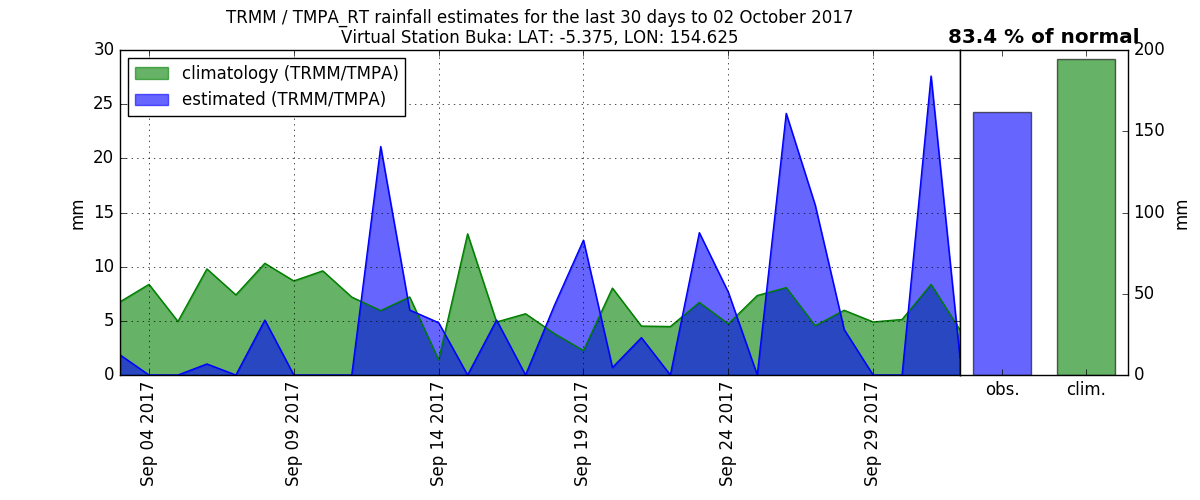 TRMM / TMPA_RT rainfall estimates for the last 30 days to 02 October 2017
Virtual Station Buka: LAT: -5.375, LON: 154.625
83.4 % of normal
climatology (TRMM/TMPA)
estimated (TRMM/TMPA)
mm
30
25
20
15
10
5
0
Sep 04 2017
Sep 09 2017
Sep 14 2017
Sep 19 2017
Sep 24 2017
Sep 29 2017
200
150
100
50
0
mm
obs.
clim.